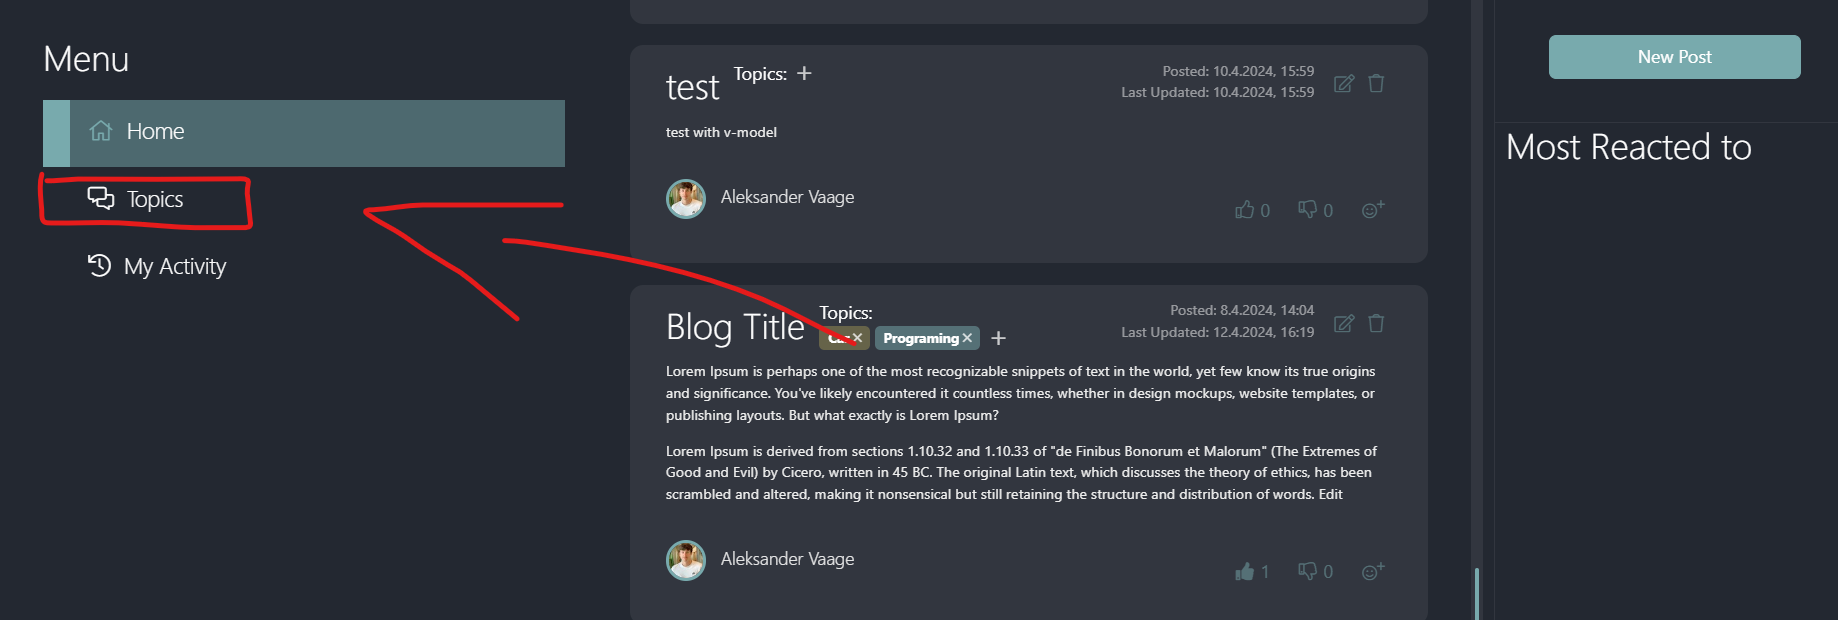 Menu
Home
Topics
My Activity
test
Topics: +
Posted: 10.4.2024, 15:59
Last Updated: 10.4.2024, 15:59
test with v-model
Aleksander Vaage
0
0
Blog Title
Topics:
Programing × +
Posted: 8.4.2024, 14:04
Last Updated: 12.4.2024, 16:19
Lorem Ipsum is perhaps one of the most recognizable snippets of text in the world, yet few know its true origins
and significance. You've likely encountered it countless times, whether in design mockups, website templates, or
publishing layouts. But what exactly is Lorem Ipsum?
Lorem Ipsum is derived from sections 1.10.32 and 1.10.33 of "de Finibus Bonorum et Malorum" (The Extremes of
Good and Evil) by Cicero, written in 45 BC. The original Latin text, which discusses the theory of ethics, has been
scrambled and altered, making it nonsensical but still retaining the structure and distribution of words. Edit
Aleksander Vaage
1
0
New Post
Most Reacted to